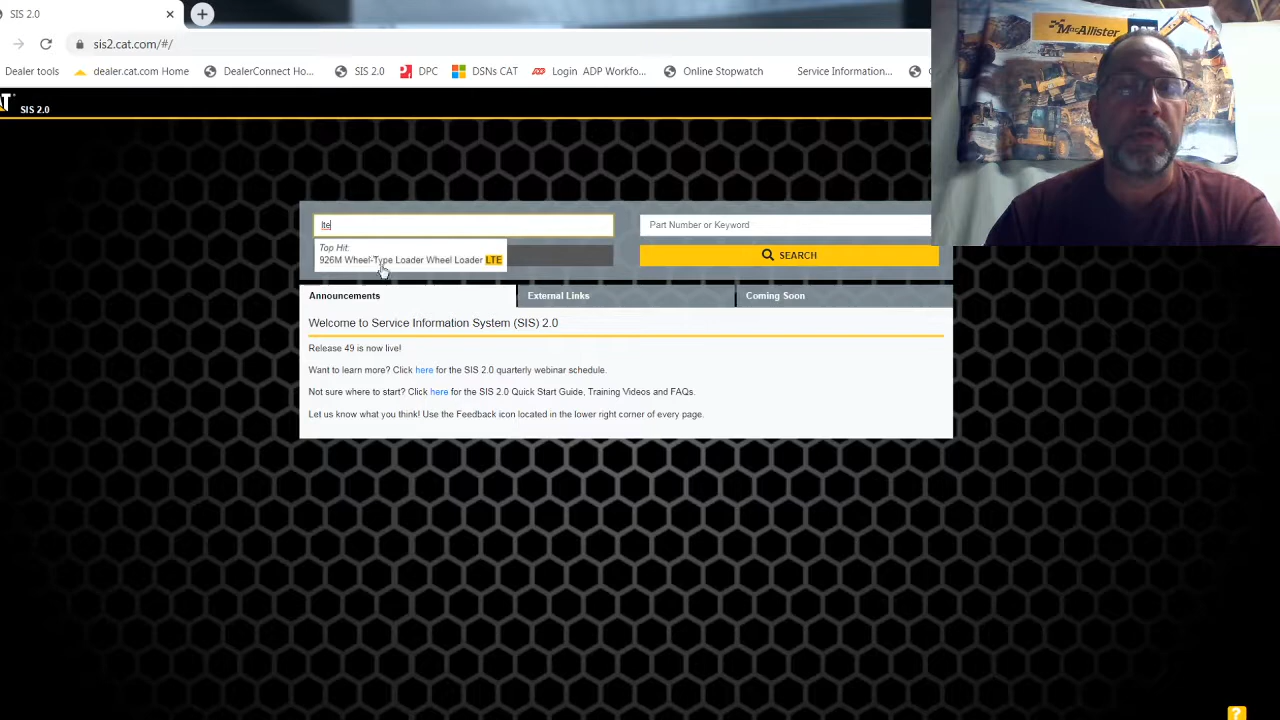 SIS 2.0
sis2.cat.com/#/
Dealer tools dealer.cat.com Home DealerConnect Ho... SIS 2.0 DPC DSNs CAT Login ADP Workfo... Online Stopwatch Service Information...
SIS 2.0
MacAllister CAT
lte
Part Number or Keyword
Top Hit:
926M Wheel-Type Loader Wheel Loader LTE
SEARCH
Announcements External Links Coming Soon
Welcome to Service Information System (SIS) 2.0
Release 49 is now live!
Want to learn more? Click here for the SIS 2.0 quarterly webinar schedule.
Not sure where to start? Click here for the SIS 2.0 Quick Start Guide, Training Videos and FAQs.
Let us know what you think! Use the Feedback icon located in the lower right corner of every page.
?